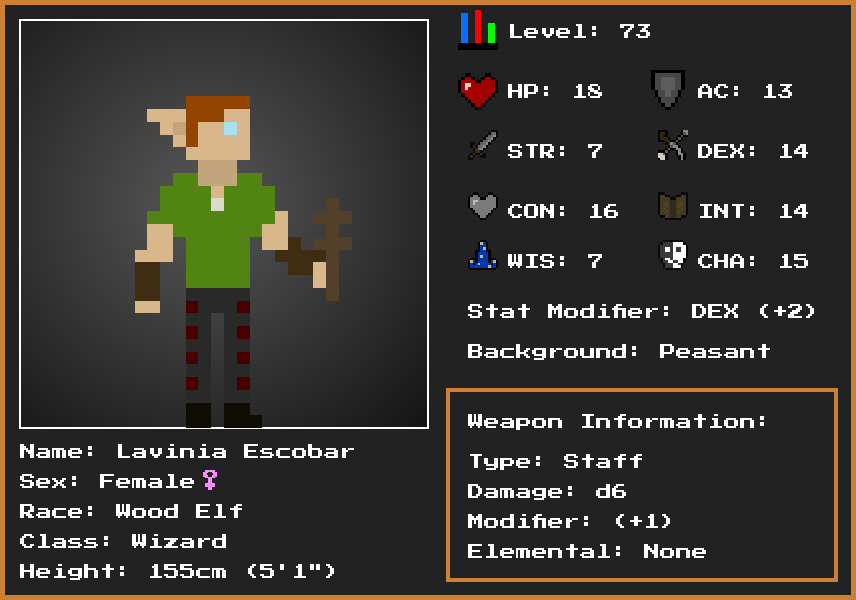 Level: 73
HP: 18 AC: 13
STR: 7 DEX: 14
CON: 16 INT: 14
WIS: 7 CHA: 15
Stat Modifier: DEX (+2)
Background: Peasant
Weapon Information:
Type: Staff
Damage: d6
Modifier: (+1)
Elemental: None
Name: Lavinia Escobar
Sex: Female♀
Race: Wood Elf
Class: Wizard
Height: 155cm (5'1")